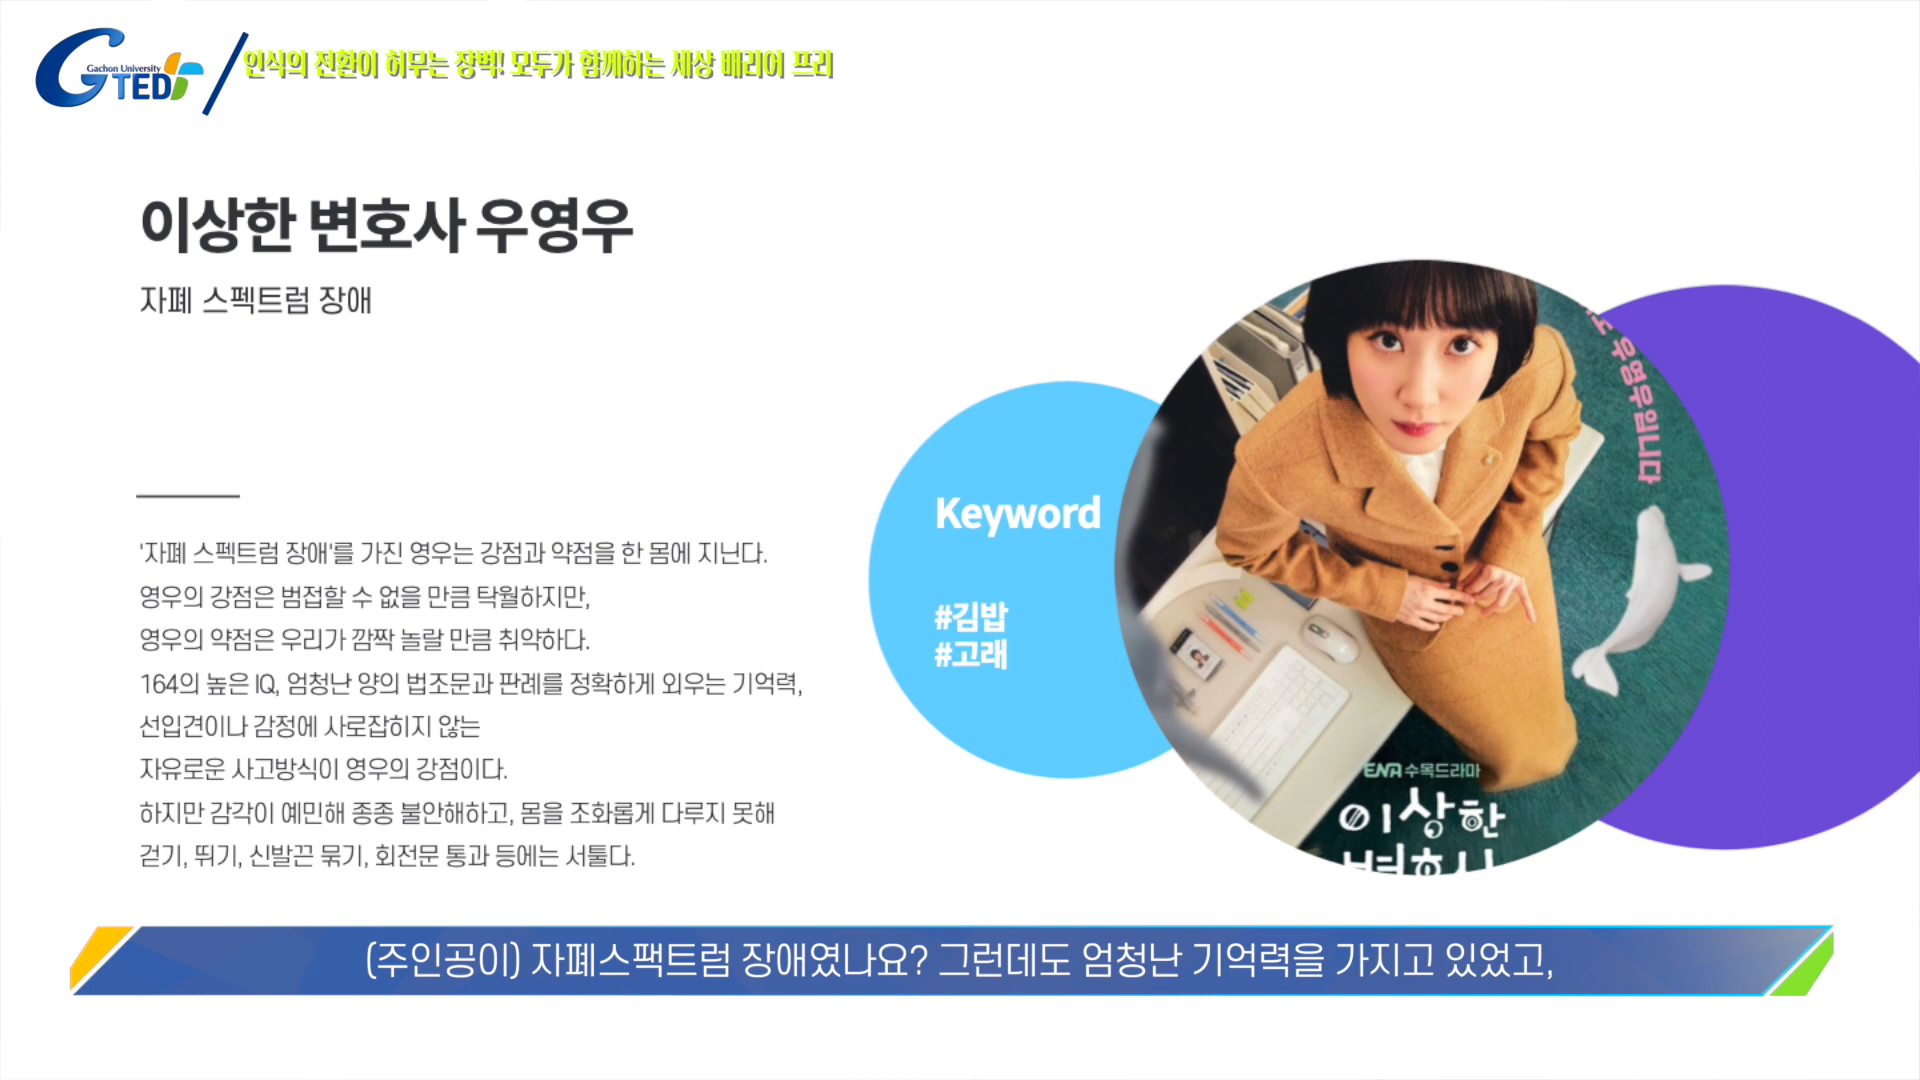 Gachon University
GTED
인식의 전환이 허무는 장벽! 모두가 함께하는 세상 배리어 프리
이상한 변호사 우영우
자폐 스펙트럼 장애
'자폐 스펙트럼 장애'를 가진 영우는 강점과 약점을 한 몸에 지닌다.
영우의 강점은 범접할 수 없을 만큼 탁월하지만,
영우의 약점은 우리가 깜짝 놀랄 만큼 취약하다.
164의 높은 IQ, 엄청난 양의 법조문과 판례를 정확하게 외우는 기억력,
선입견이나 감정에 사로잡히지 않는
자유로운 사고방식이 영우의 강점이다.
하지만 감각이 예민해 종종 불안해하고, 몸을 조화롭게 다루지 못해
걷기, 뛰기, 신발끈 묶기, 회전문 통과 등에는 서툴다.
Keyword
#김밥
#고래
우영우입니다
ENA 수목드라마
이상한
변호사
(주인공이) 자폐스팩트럼 장애였나요? 그런데도 엄청난 기억력을 가지고 있었고,